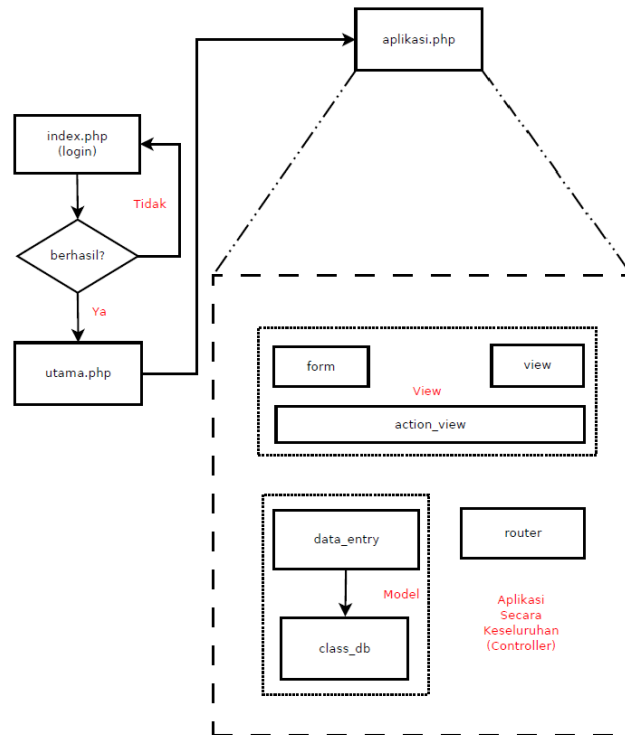 aplikasi.php
index.php
(login)
Tidak
berhasil?
Ya
utama.php
form
view
View
action_view
data_entry
router
Model
class_db
Aplikasi
Secara
Keseluruhan
(Controller)